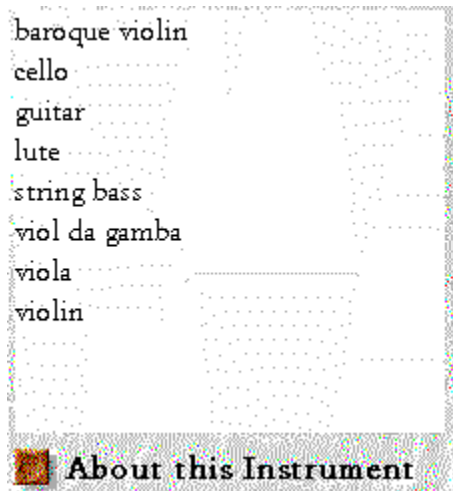 baroque violin
cello
guitar
lute
string bass
viol da gamba
viola
violin
About this Instrument